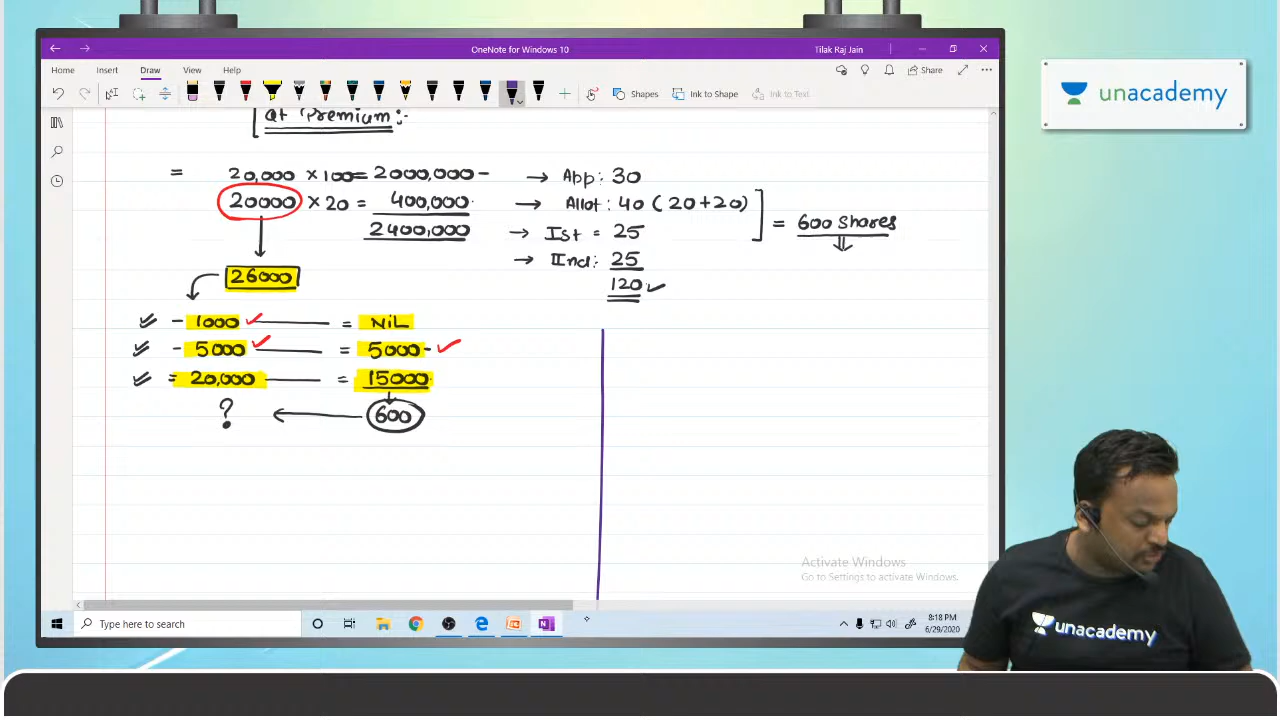 OneNote for Windows 10
Tilak Raj Jain
Home Insert Draw View Help
Share
Shapes Ink to Shape Ink to Text
at Premium:-
= 20,000 × 100 = 2000,000 - → App: 30
20000 × 20 = 400,000 → Allot: 40 (20+20)
2400,000 → Ist = 25
= 600 Shares
→ IInd: 25
120
26000
- 1000 = NiL
- 5000 = 5000
= 20,000 = 15000
? ← 600
Activate Windows
Go to Settings to activate Windows.
Type here to search
8:18 PM
6/29/2020
unacademy
unacademy